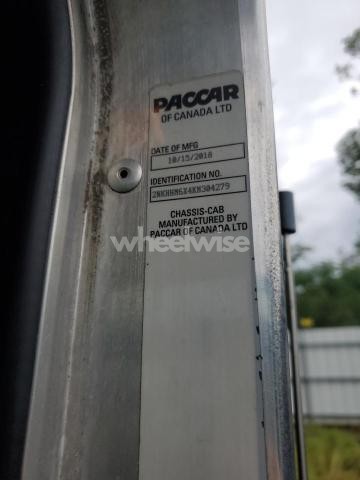 PACCAR
OF CANADA LTD
DATE OF MFG
10/15/2018
IDENTIFICATION NO.
2NKHHM6X4KM304279
CHASSIS-CAB
MANUFACTURED BY
PACCAR OF CANADA LTD
wheelwise